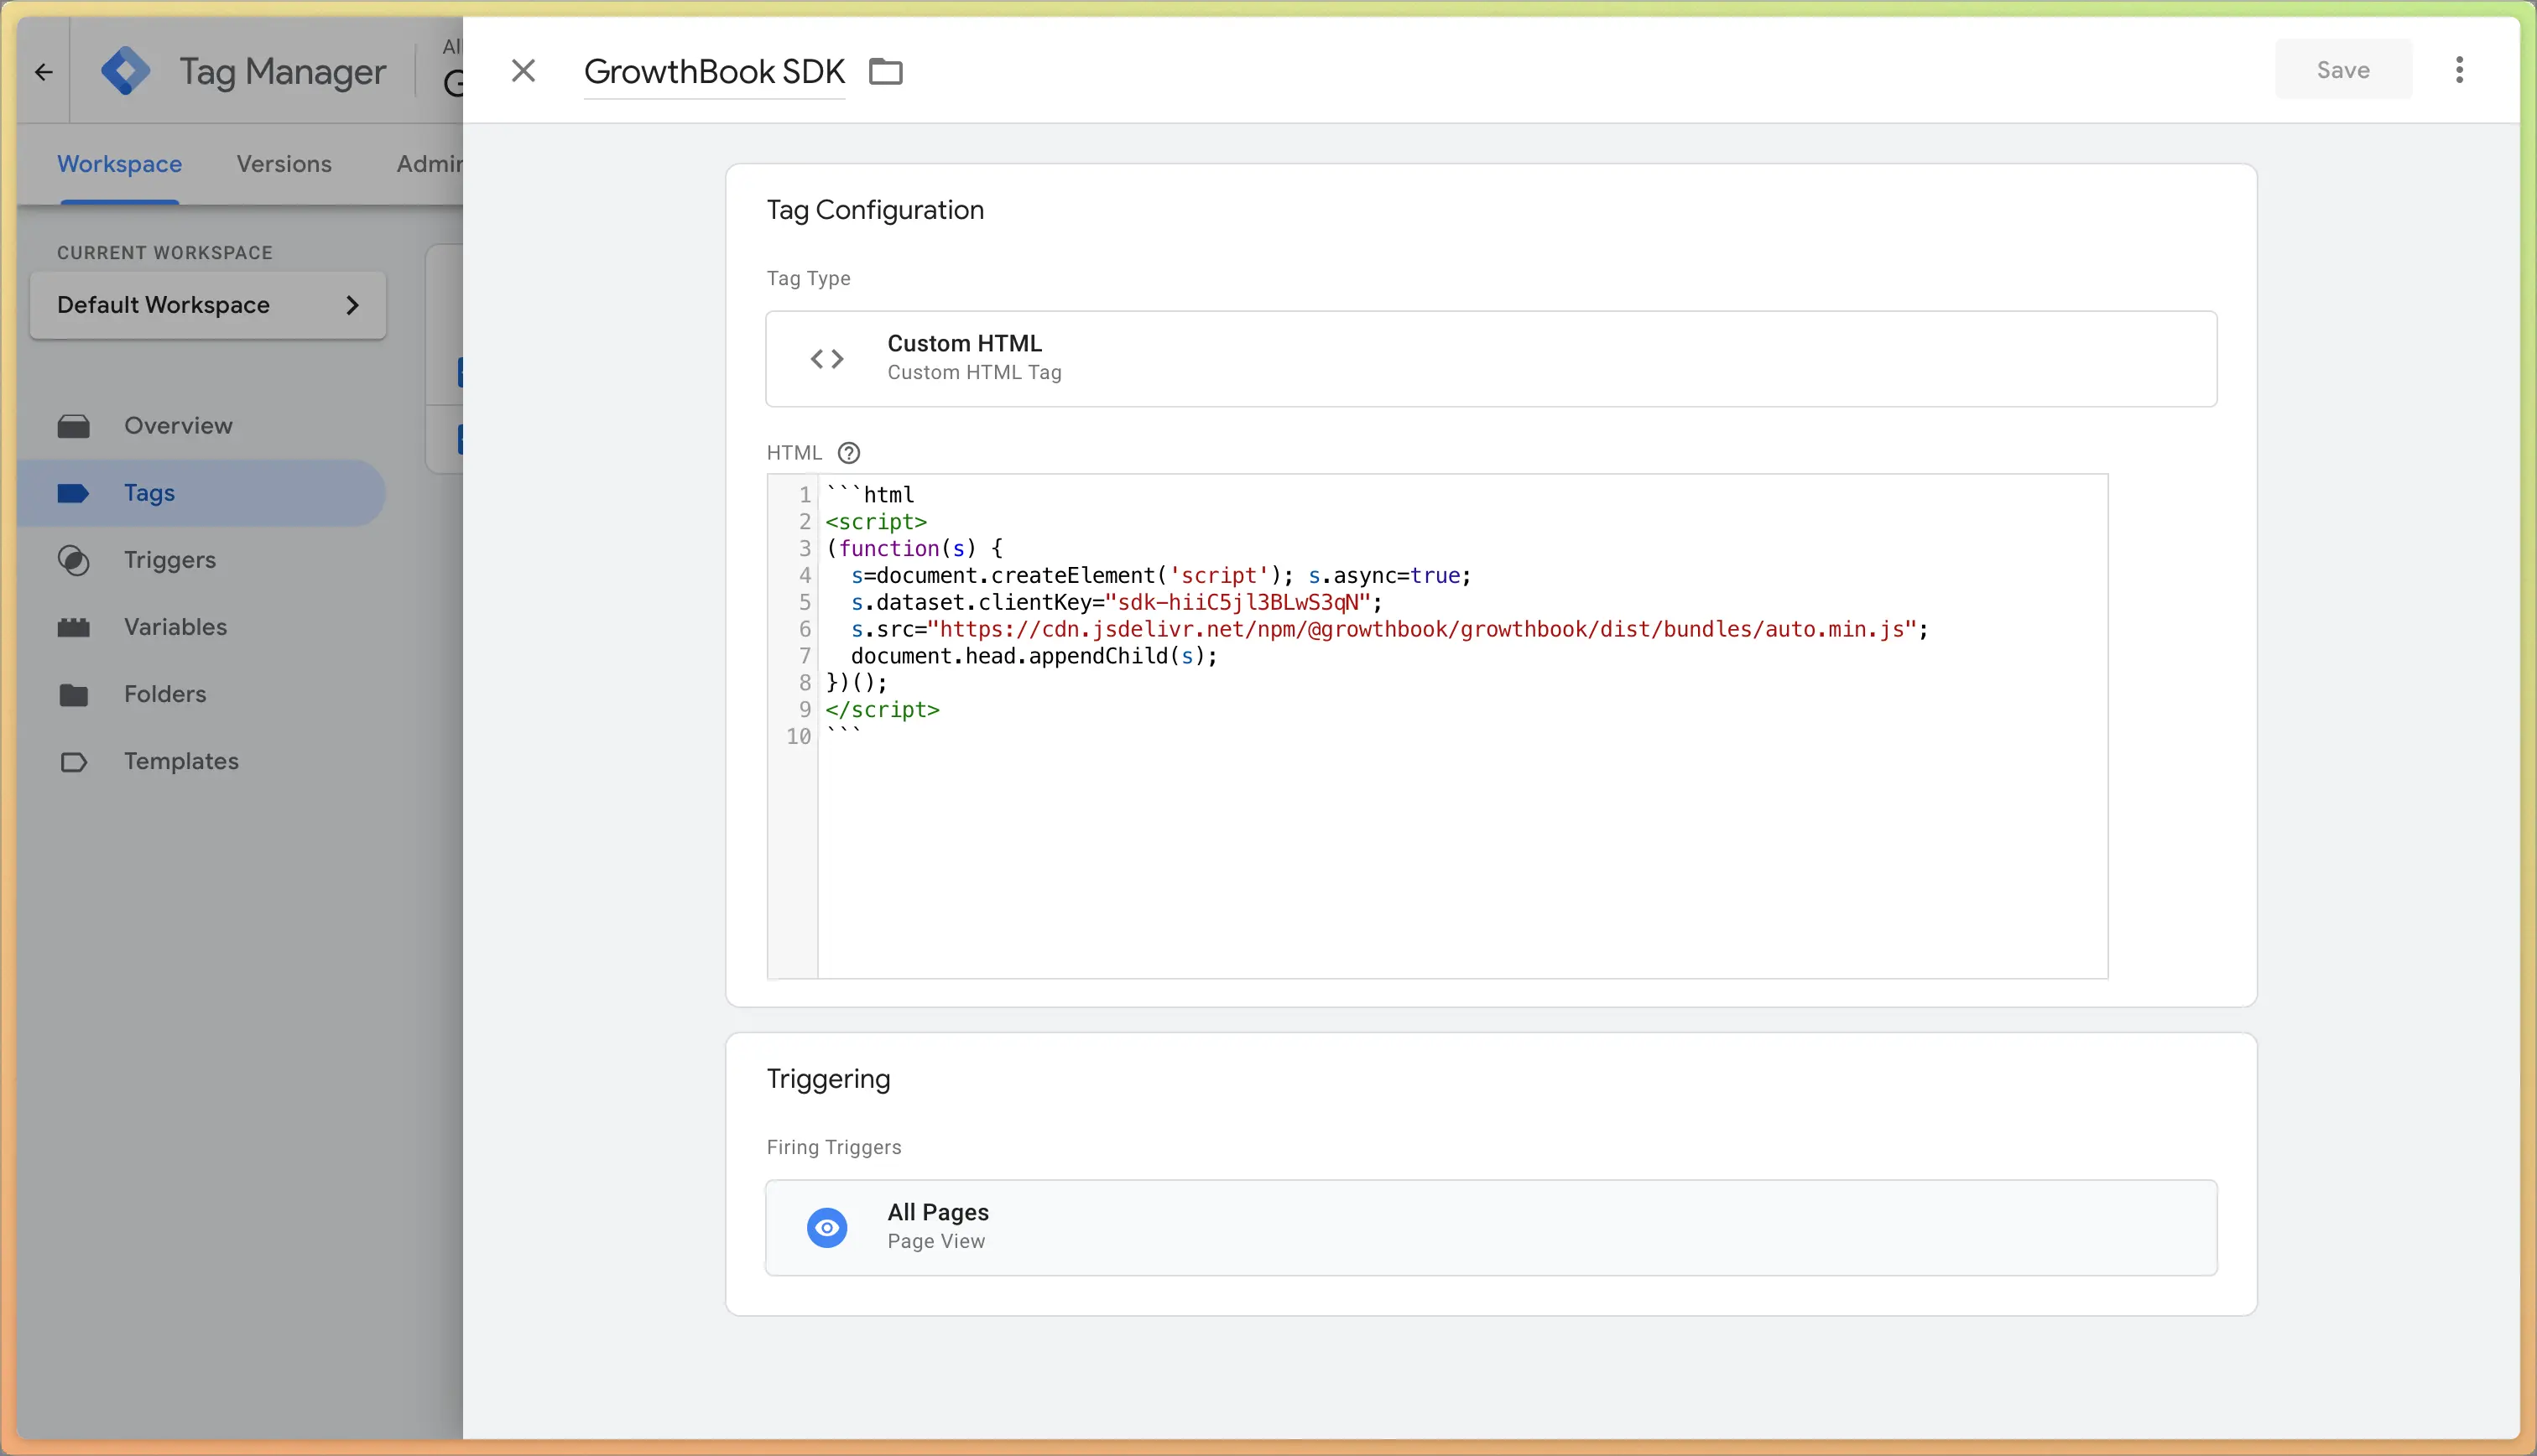 Tag Manager
All
GrowthBook SDK
Save
Workspace
Versions
Admin
CURRENT WORKSPACE
Default Workspace
Overview
Tags
Triggers
Variables
Folders
Templates
Tag Configuration
Tag Type
Custom HTML
Custom HTML Tag
HTML
1 ```html
2 <script>
3 (function(s) {
4   s=document.createElement('script'); s.async=true;
5   s.dataset.clientKey="sdk-hiiC5jl3BLwS3qN";
6   s.src="https://cdn.jsdelivr.net/npm/@growthbook/growthbook/dist/bundles/auto.min.js";
7   document.head.appendChild(s);
8 })();
9 </script>
10 ```
Triggering
Firing Triggers
All Pages
Page View